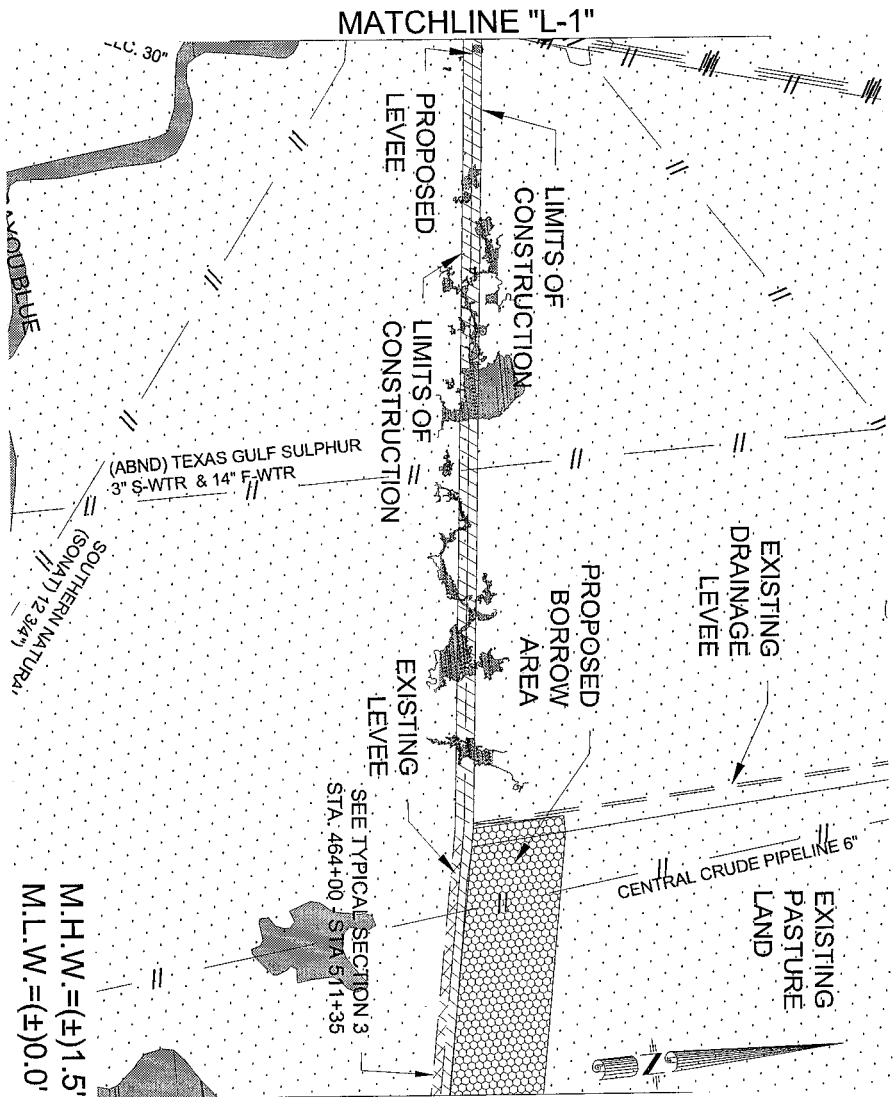 MATCHLINE "L-1"
30"
PROPOSED
LEVEE
LIMITS OF
CONSTRUCTION
LIMITS OF
CONSTRUCTION
BLUE
(ABND) TEXAS GULF SULPHUR
3" S-WTR & 14" F-WTR
SOUTHERN NATURAL
(SONAT) 12 3/4")
EXISTING
DRAINAGE
LEVEE
PROPOSED
BORROW
AREA
EXISTING
LEVEE
SEE TYPICAL SECTION 3
STA. 464+00 - STA 511+35
CENTRAL CRUDE PIPELINE 6"
EXISTING
PASTURE
LAND
Z
M.H.W.=(±)1.5'
M.L.W.=(±)0.0'